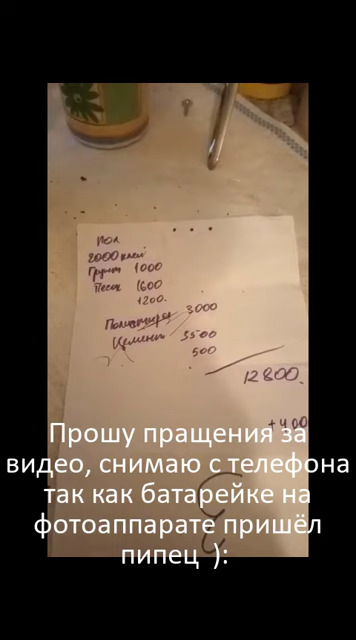 пол
2000 клей
Грунт 1000
Песок 1600
1200.
Полистирол 3000
Цемент 3500
500
12800.
+400
Прошу пращения за
видео, снимаю с телефона
так как батарейке на
фотоаппарате пришёл
пипец ):